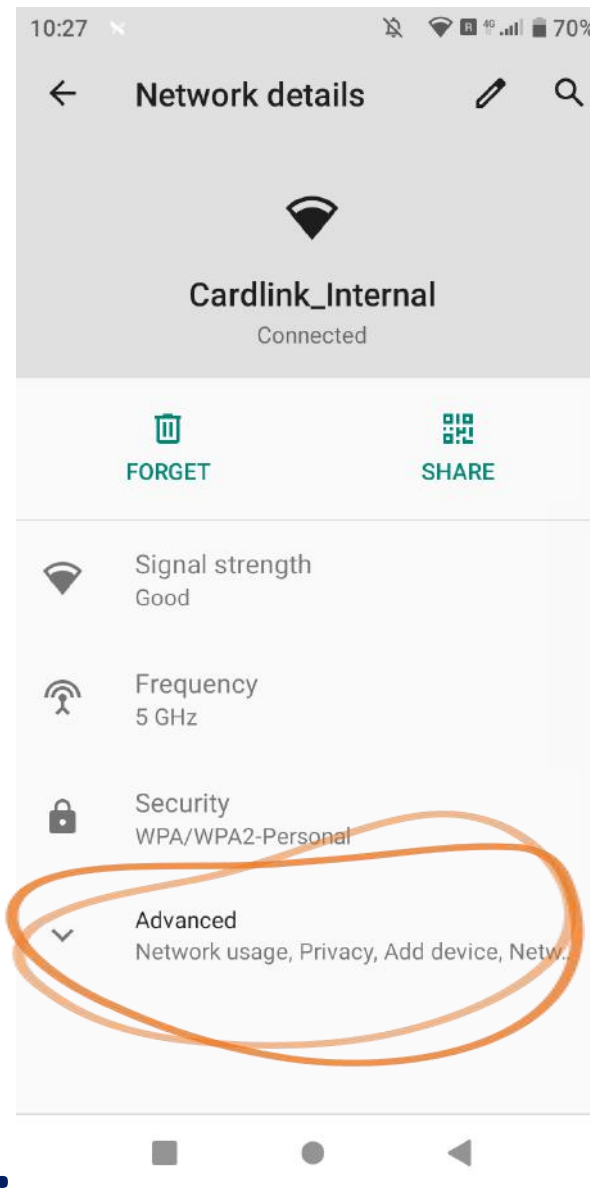 10:27 R 4G 70%
Network details
Cardlink_Internal
Connected
FORGET SHARE
Signal strength
Good
Frequency
5 GHz
Security
WPA/WPA2-Personal
Advanced
Network usage, Privacy, Add device, Netw..